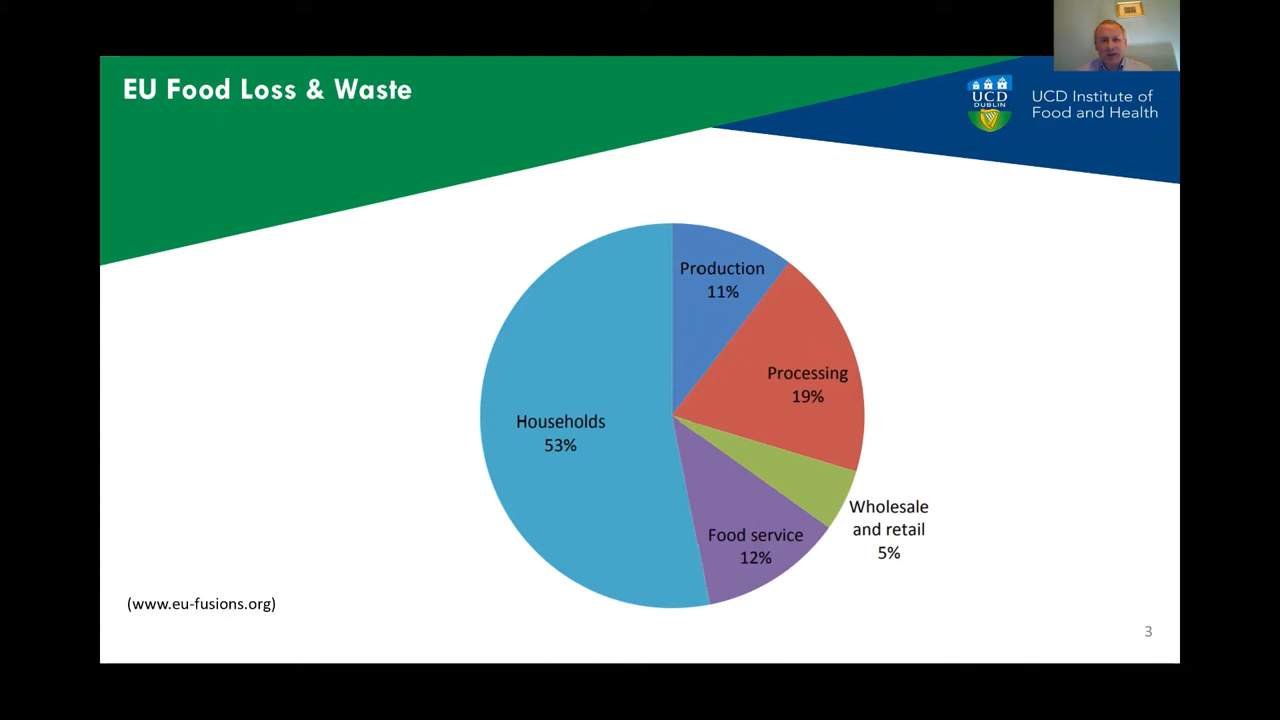 EU Food Loss & Waste
UCD
DUBLIN
UCD Institute of
Food and Health
Production
11%
Processing
19%
Households
53%
Wholesale
and retail
5%
Food service
12%
(www.eu-fusions.org)
3